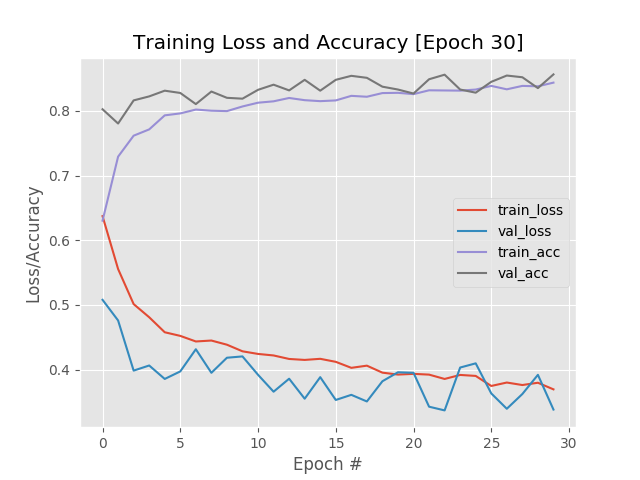 Training Loss and Accuracy [Epoch 30]
Loss/Accuracy
0.8
0.7
0.6
0.5
0.4
train_loss
val_loss
train_acc
val_acc
0 5 10 15 20 25 30
Epoch #